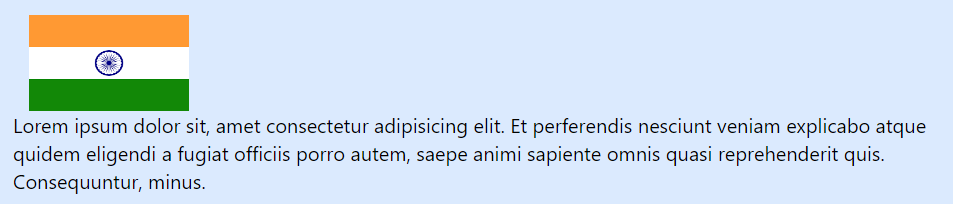 Lorem ipsum dolor sit, amet consectetur adipisicing elit. Et perferendis nesciunt veniam explicabo atque
quidem eligendi a fugiat officiis porro autem, saepe animi sapiente omnis quasi reprehenderit quis.
Consequuntur, minus.